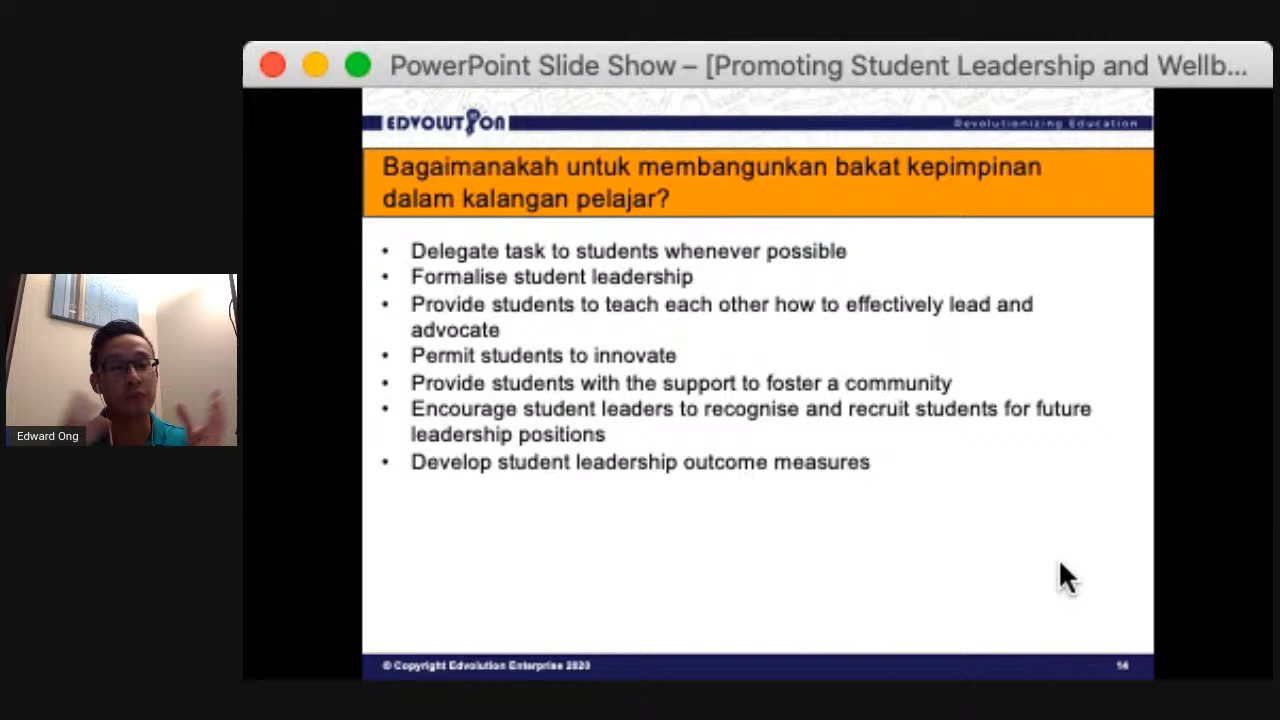 PowerPoint Slide Show – [Promoting Student Leadership and Wellb...
EDVOLUTION
Revolutionizing Education
Bagaimanakah untuk membangunkan bakat kepimpinan
dalam kalangan pelajar?
• Delegate task to students whenever possible
• Formalise student leadership
• Provide students to teach each other how to effectively lead and
advocate
• Permit students to innovate
• Provide students with the support to foster a community
• Encourage student leaders to recognise and recruit students for future
leadership positions
• Develop student leadership outcome measures
Edward Ong
© Copyright Edvolution Enterprise 2020
14